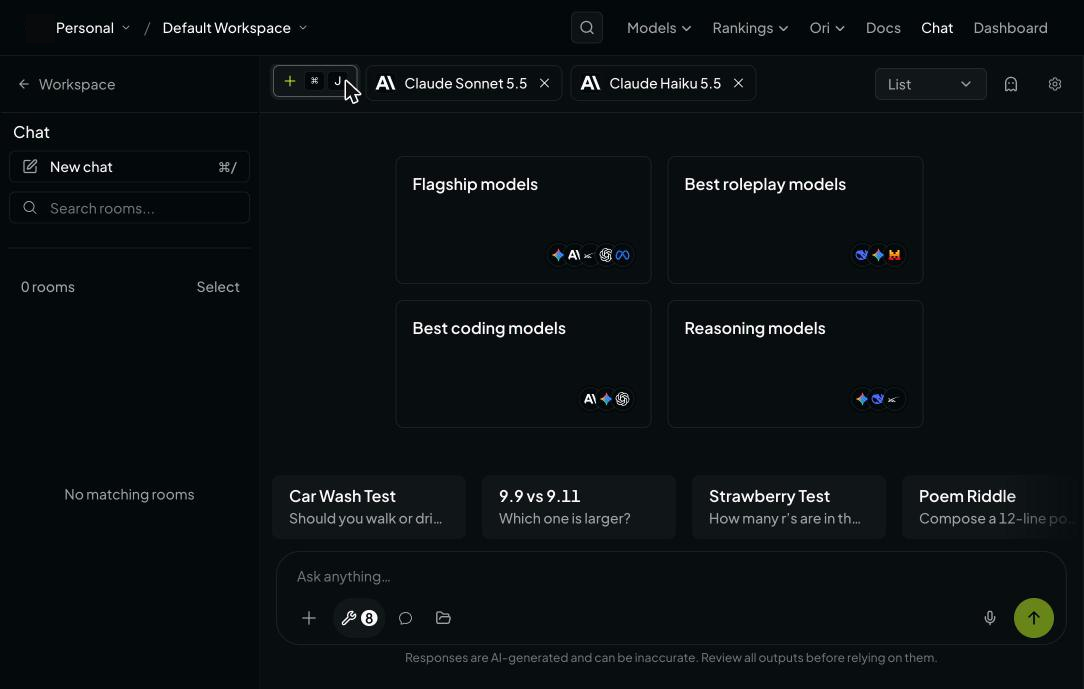 Personal / Default Workspace
Models
Rankings
Ori
Docs
Chat
Dashboard
Workspace
⌘ J
Claude Sonnet 5.5
Claude Haiku 5.5
List
Chat
New chat ⌘/
Search rooms...
0 rooms
Select
No matching rooms
Flagship models
Best roleplay models
Best coding models
Reasoning models
Car Wash Test
Should you walk or dri...
9.9 vs 9.11
Which one is larger?
Strawberry Test
How many r's are in th...
Poem Riddle
Compose a 12-line po...
Ask anything...
8
Responses are AI-generated and can be inaccurate. Review all outputs before relying on them.